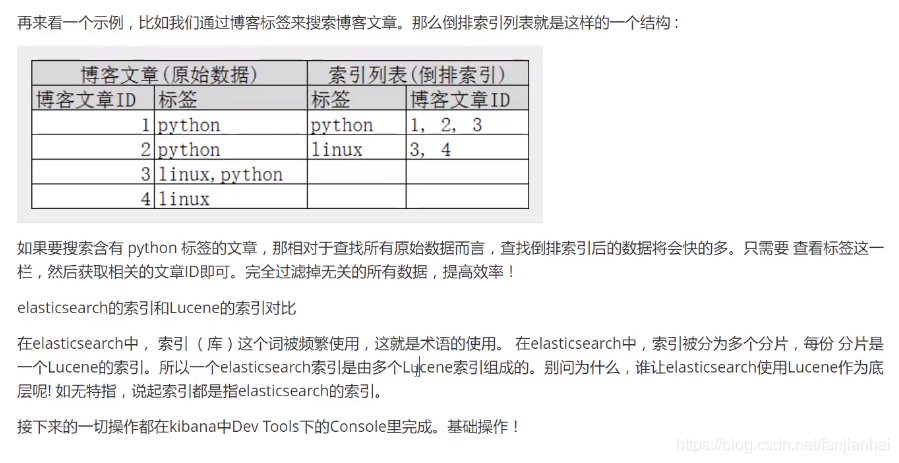 再来看一个示例，比如我们通过博客标签来搜索博客文章。那么倒排索引列表就是这样的一个结构：
博客文章(原始数据) 索引列表(倒排索引)
博客文章ID 标签 标签 博客文章ID
1 python python 1, 2, 3
2 python linux 3, 4
3 linux,python
4 linux
如果要搜索含有 python 标签的文章，那相对于查找所有原始数据而言，查找倒排索引后的数据将会快的多。只需要 查看标签这一
栏，然后获取相关的文章ID即可。完全过滤掉无关的所有数据，提高效率！
elasticsearch的索引和Lucene的索引对比
在elasticsearch中， 索引 （库）这个词被频繁使用，这就是术语的使用。 在elasticsearch中，索引被分为多个分片，每份 分片是
一个Lucene的索引。所以一个elasticsearch索引是由多个Lucene索引组成的。别问为什么，谁让elasticsearch使用Lucene作为底
层呢! 如无特指，说起索引都是指elasticsearch的索引。
接下来的一切操作都在kibana中Dev Tools下的Console里完成。基础操作！
https://blog.csdn.net/fanjianhai